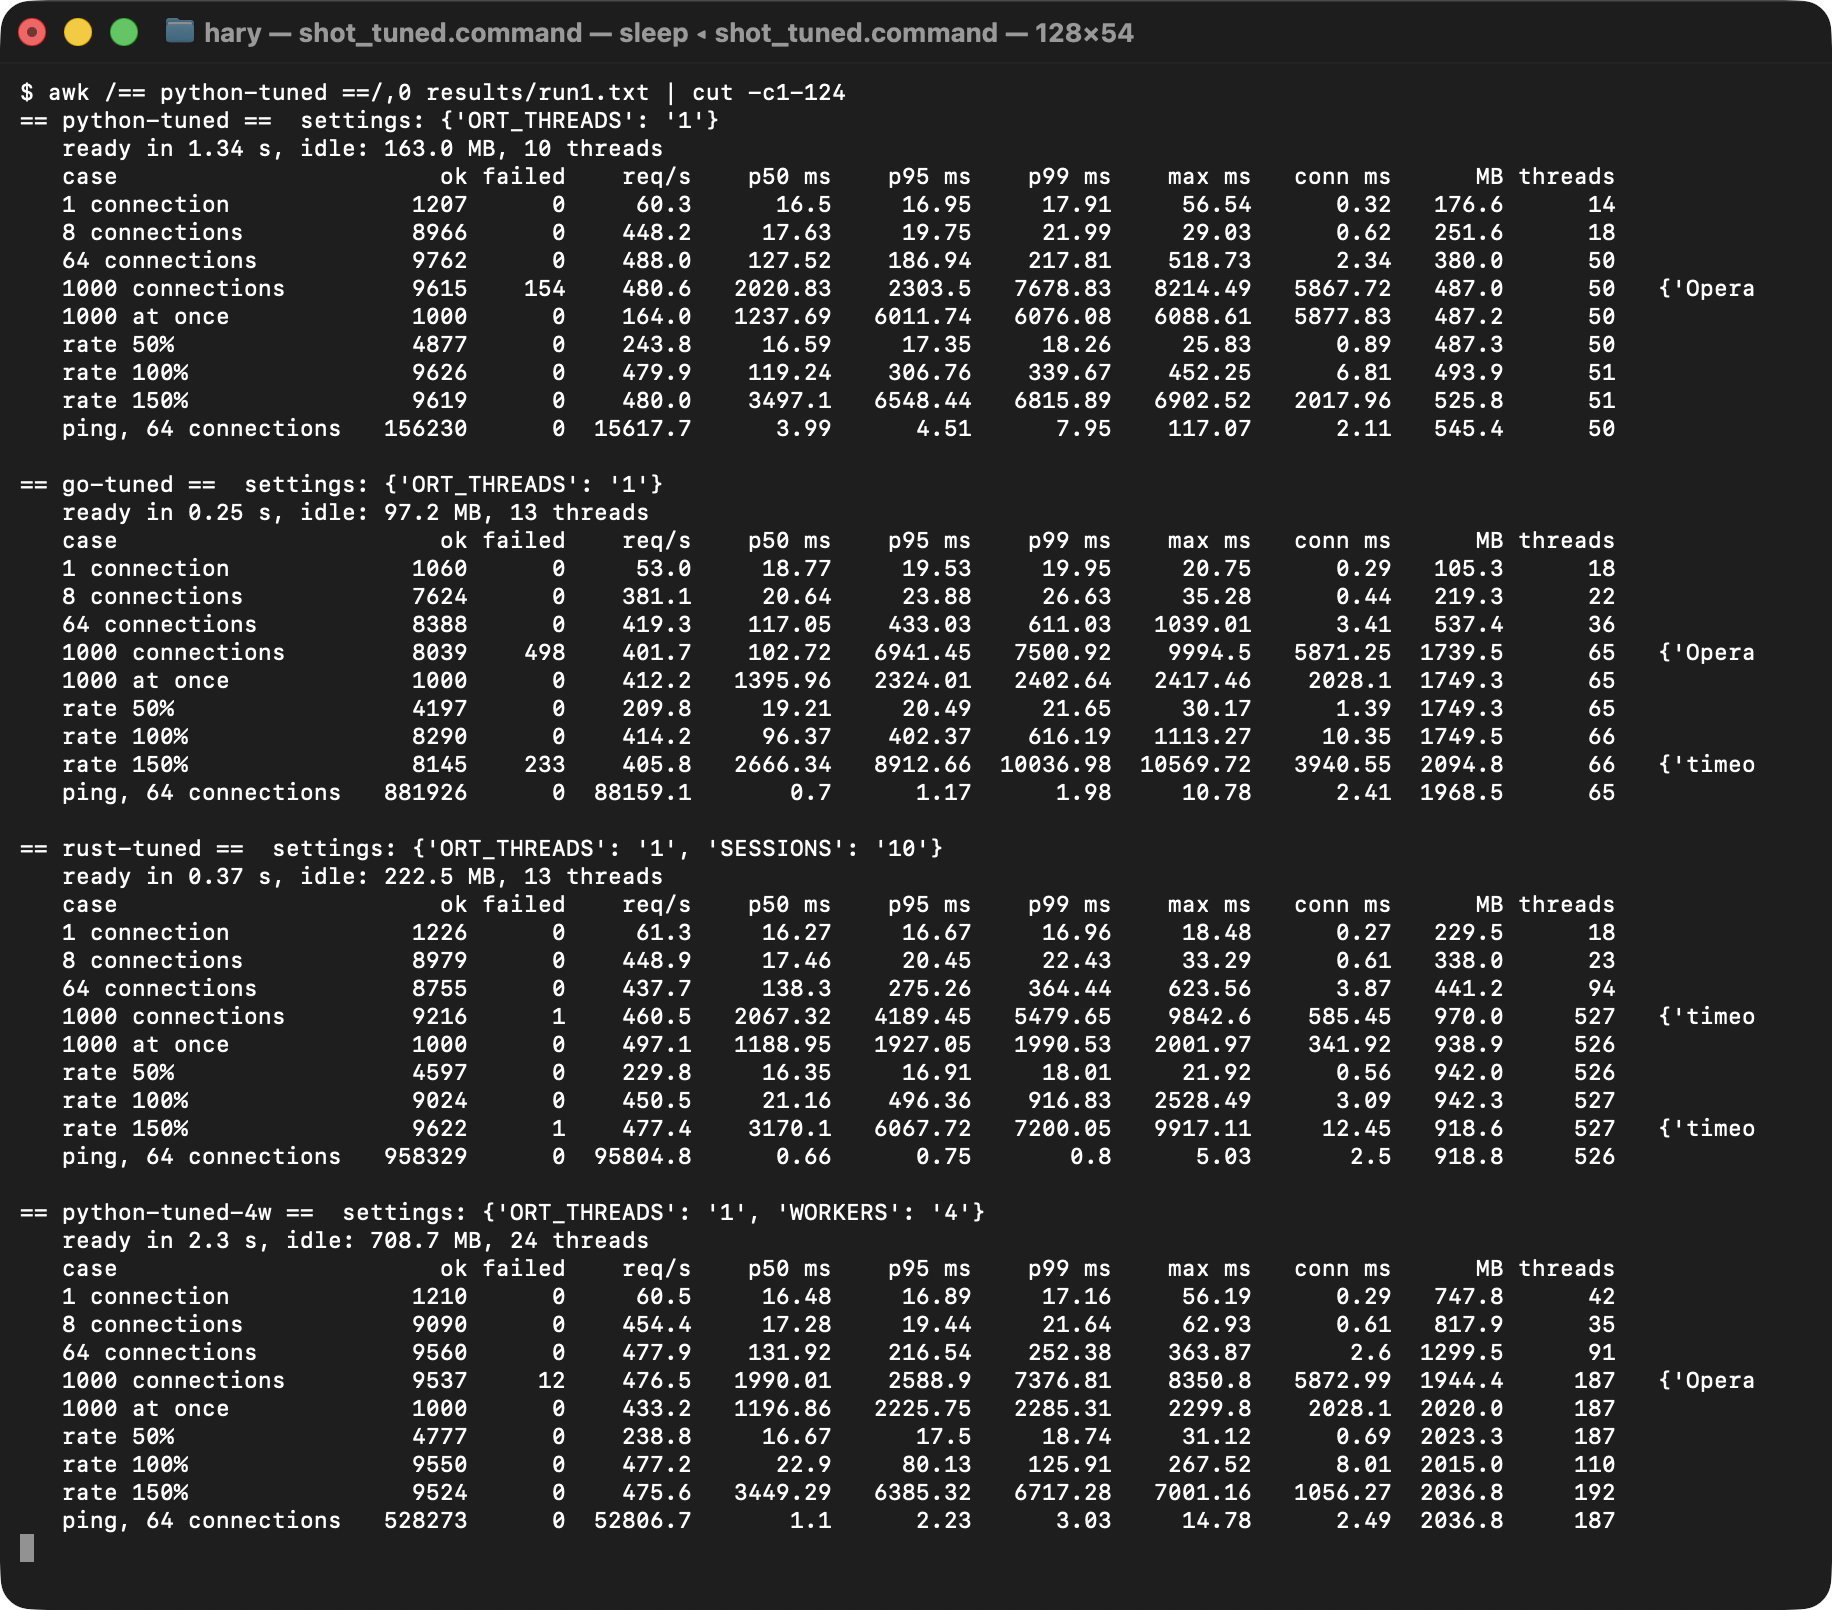 hary — shot_tuned.command — sleep ◂ shot_tuned.command — 128×54
$ awk /== python-tuned ==/,0 results/run1.txt | cut -c1-124
== python-tuned ==  settings: {'ORT_THREADS': '1'}
   ready in 1.34 s, idle: 163.0 MB, 10 threads
   case                       ok failed    req/s    p50 ms    p95 ms    p99 ms    max ms   conn ms      MB threads
   1 connection             1207      0     60.3      16.5     16.95     17.91     56.54      0.32   176.6      14
   8 connections            8966      0    448.2     17.63     19.75     21.99     29.03      0.62   251.6      18
   64 connections           9762      0    488.0    127.52    186.94    217.81    518.73      2.34   380.0      50
   1000 connections         9615    154    480.6   2020.83    2303.5   7678.83   8214.49   5867.72   487.0      50   {'Opera
   1000 at once             1000      0    164.0   1237.69   6011.74   6076.08   6088.61   5877.83   487.2      50
   rate 50%                 4877      0    243.8     16.59     17.35     18.26     25.83      0.89   487.3      50
   rate 100%                9626      0    479.9    119.24    306.76    339.67    452.25      6.81   493.9      51
   rate 150%                9619      0    480.0    3497.1   6548.44   6815.89   6902.52   2017.96   525.8      51
   ping, 64 connections   156230      0  15617.7      3.99      4.51      7.95    117.07      2.11   545.4      50
== go-tuned ==  settings: {'ORT_THREADS': '1'}
   ready in 0.25 s, idle: 97.2 MB, 13 threads
   case                       ok failed    req/s    p50 ms    p95 ms    p99 ms    max ms   conn ms      MB threads
   1 connection             1060      0     53.0     18.77     19.53     19.95     20.75      0.29   105.3      18
   8 connections            7624      0    381.1     20.64     23.88     26.63     35.28      0.44   219.3      22
   64 connections           8388      0    419.3    117.05    433.03    611.03   1039.01      3.41   537.4      36
   1000 connections         8039    498    401.7    102.72   6941.45   7500.92    9994.5   5871.25  1739.5      65   {'Opera
   1000 at once             1000      0    412.2   1395.96   2324.01   2402.64   2417.46    2028.1  1749.3      65
   rate 50%                 4197      0    209.8     19.21     20.49     21.65     30.17      1.39  1749.3      65
   rate 100%                8290      0    414.2     96.37    402.37    616.19   1113.27     10.35  1749.5      66
   rate 150%                8145    233    405.8   2666.34   8912.66  10036.98  10569.72   3940.55  2094.8      66   {'timeo
   ping, 64 connections   881926      0  88159.1       0.7      1.17      1.98     10.78      2.41  1968.5      65
== rust-tuned ==  settings: {'ORT_THREADS': '1', 'SESSIONS': '10'}
   ready in 0.37 s, idle: 222.5 MB, 13 threads
   case                       ok failed    req/s    p50 ms    p95 ms    p99 ms    max ms   conn ms      MB threads
   1 connection             1226      0     61.3     16.27     16.67     16.96     18.48      0.27   229.5      18
   8 connections            8979      0    448.9     17.46     20.45     22.43     33.29      0.61   338.0      23
   64 connections           8755      0    437.7     138.3    275.26    364.44    623.56      3.87   441.2      94
   1000 connections         9216      1    460.5   2067.32   4189.45   5479.65    9842.6    585.45   970.0     527   {'timeo
   1000 at once             1000      0    497.1   1188.95   1927.05   1990.53   2001.97    341.92   938.9     526
   rate 50%                 4597      0    229.8     16.35     16.91     18.01     21.92      0.56   942.0     526
   rate 100%                9024      0    450.5     21.16    496.36    916.83   2528.49      3.09   942.3     527
   rate 150%                9622      1    477.4    3170.1   6067.72   7200.05   9917.11     12.45   918.6     527   {'timeo
   ping, 64 connections   958329      0  95804.8      0.66      0.75       0.8      5.03       2.5   918.8     526
== python-tuned-4w ==  settings: {'ORT_THREADS': '1', 'WORKERS': '4'}
   ready in 2.3 s, idle: 708.7 MB, 24 threads
   case                       ok failed    req/s    p50 ms    p95 ms    p99 ms    max ms   conn ms      MB threads
   1 connection             1210      0     60.5     16.48     16.89     17.16     56.19      0.29   747.8      42
   8 connections            9090      0    454.4     17.28     19.44     21.64     62.93      0.61   817.9      35
   64 connections           9560      0    477.9    131.92    216.54    252.38    363.87       2.6  1299.5      91
   1000 connections         9537     12    476.5   1990.01    2588.9   7376.81    8350.8   5872.99  1944.4     187   {'Opera
   1000 at once             1000      0    433.2   1196.86   2225.75   2285.31    2299.8    2028.1  2020.0     187
   rate 50%                 4777      0    238.8     16.67      17.5     18.74     31.12      0.69  2023.3     187
   rate 100%                9550      0    477.2      22.9     80.13    125.91    267.52      8.01  2015.0     110
   rate 150%                9524      0    475.6   3449.29   6385.32   6717.28   7001.16   1056.27  2036.8     192
   ping, 64 connections   528273      0  52806.7       1.1      2.23      3.03     14.78      2.49  2036.8     187